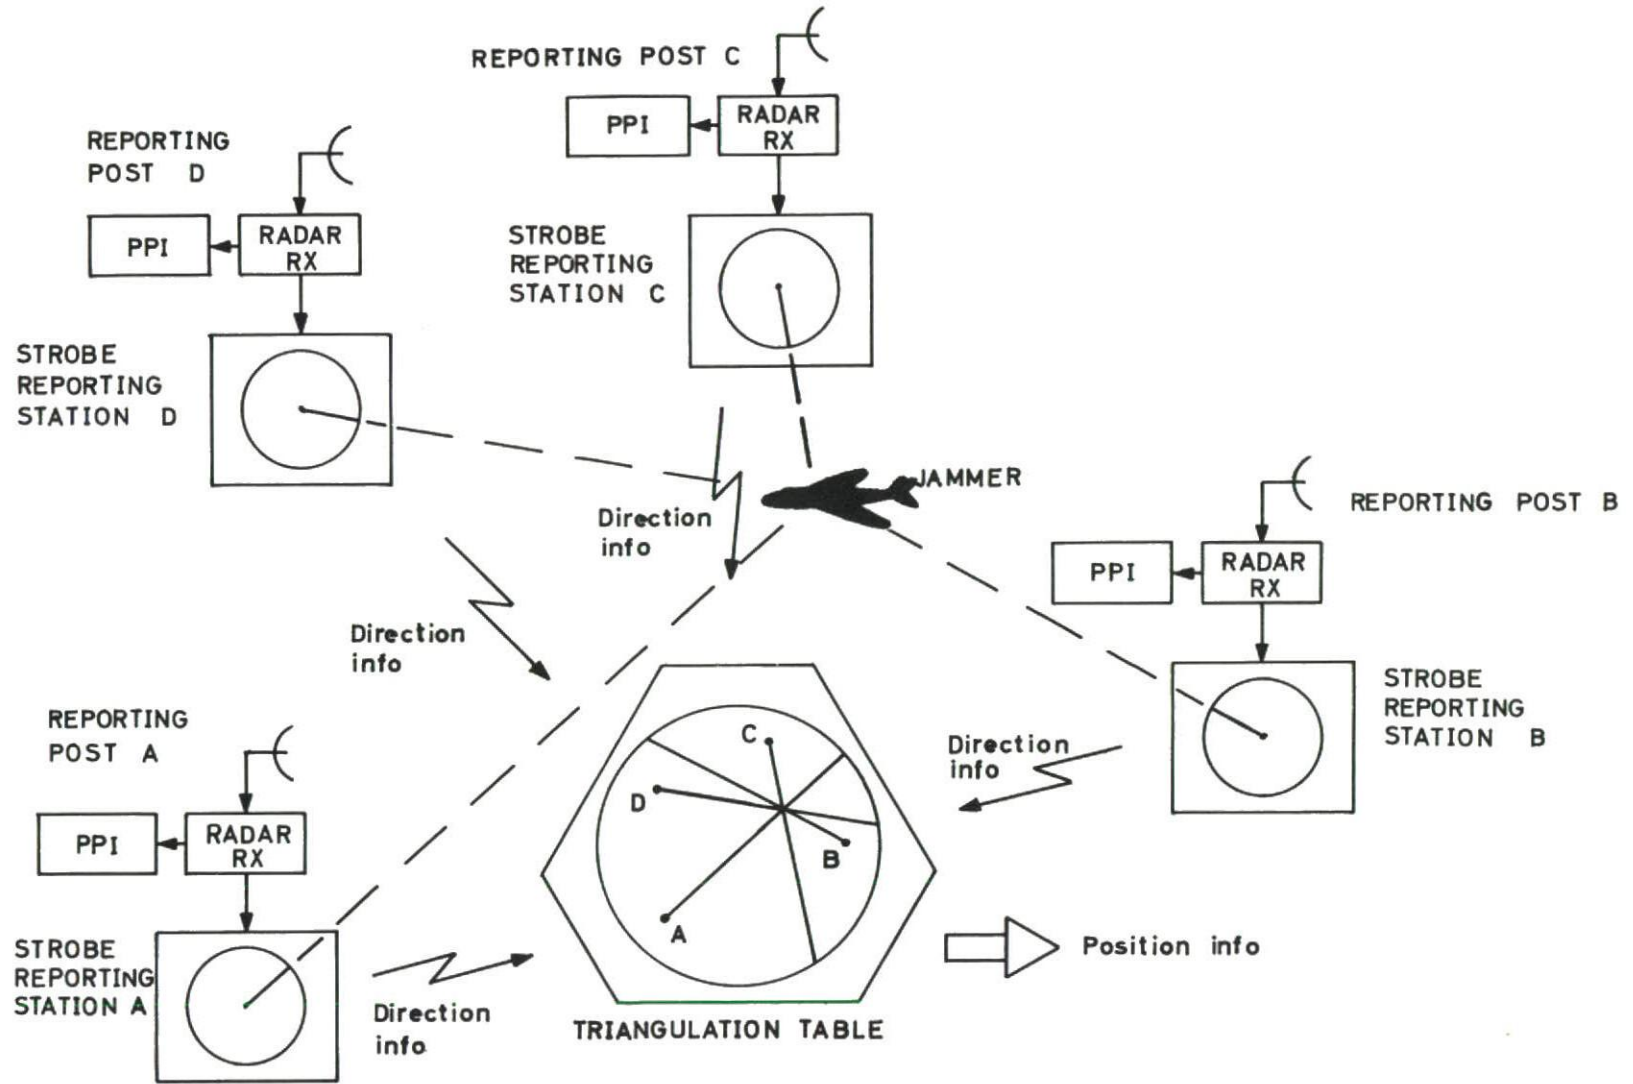 REPORTING POST C
PPI
RADAR
RX
STROBE
REPORTING
STATION C
REPORTING
POST D
PPI
RADAR
RX
STROBE
REPORTING
STATION D
JAMMER
Direction
info
Direction
info
REPORTING POST B
PPI
RADAR
RX
STROBE
REPORTING
STATION B
Direction
info
REPORTING
POST A
PPI
RADAR
RX
STROBE
REPORTING
STATION A
Direction
info
C
D
B
A
TRIANGULATION TABLE
Position info